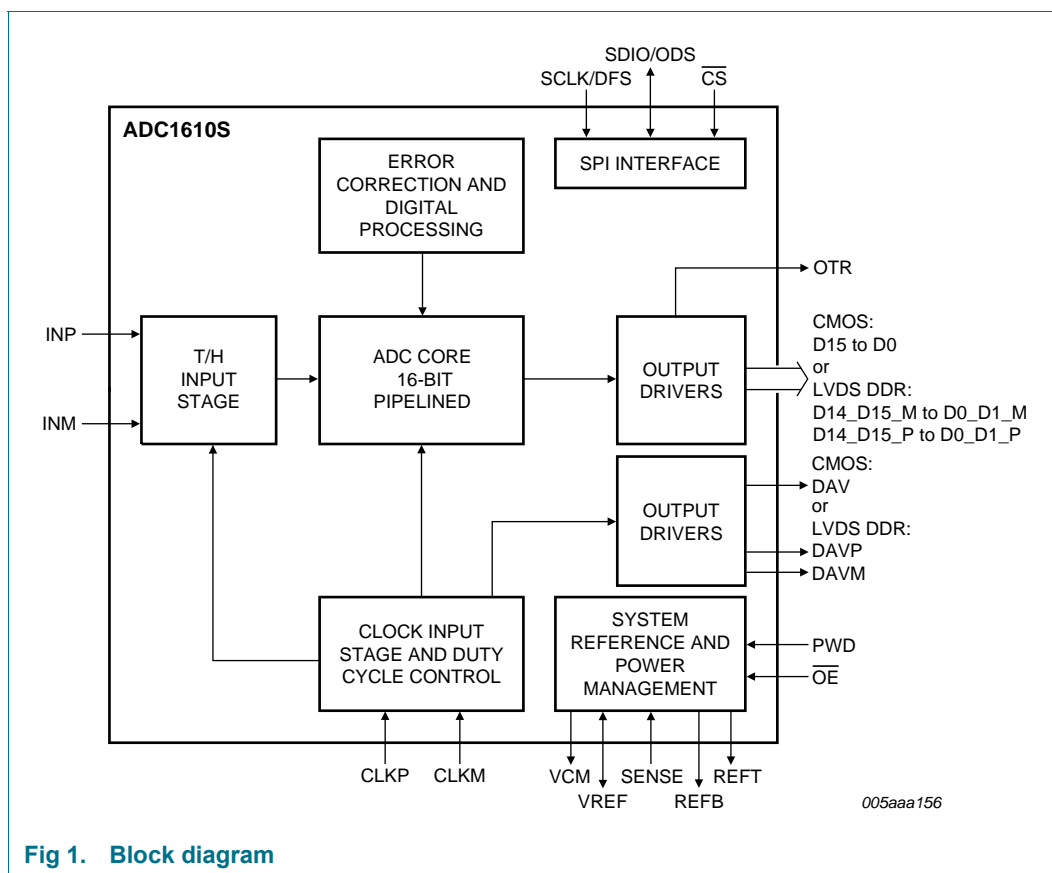 SDIO/ODS
SCLK/DFS
C̅S̅
ADC1610S
ERROR
CORRECTION AND
DIGITAL
PROCESSING
SPI INTERFACE
OTR
INP
INM
T/H
INPUT
STAGE
ADC CORE
16-BIT
PIPELINED
OUTPUT
DRIVERS
CMOS:
D15 to D0
or
LVDS DDR:
D14_D15_M to D0_D1_M
D14_D15_P to D0_D1_P
OUTPUT
DRIVERS
CMOS:
DAV
or
LVDS DDR:
DAVP
DAVM
CLOCK INPUT
STAGE AND DUTY
CYCLE CONTROL
SYSTEM
REFERENCE AND
POWER
MANAGEMENT
PWD
O̅E̅
CLKP
CLKM
VCM
VREF
SENSE
REFB
REFT
005aaa156
Fig 1. Block diagram